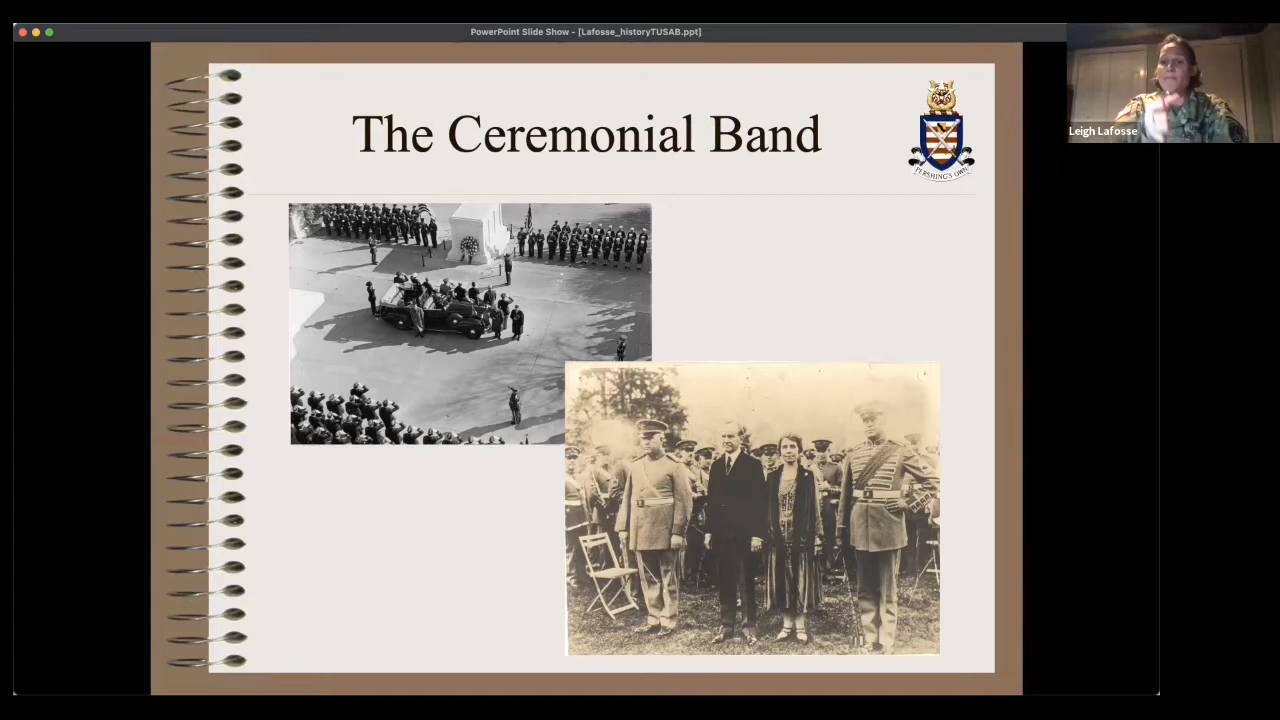 PowerPoint Slide Show - [Lafosse_historyTUSAB.ppt]
The Ceremonial Band
PERSHING'S OWN
Leigh Lafosse